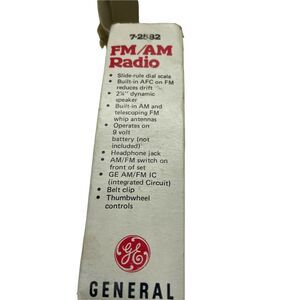 7-2582
FM/AM
Radio
• Slide-rule dial scale
• Built-in AFC on FM
reduces drift
• 2¼" dynamic
speaker
• Built-in AM and
telescoping FM
whip antennas
• Operates on
9 volt
battery (not
included)
• Headphone jack
• AM/FM switch on
front of set
• GE AM/FM IC
(integrated Circuit)
• Belt clip
• Thumbwheel
controls
GE
GENERAL